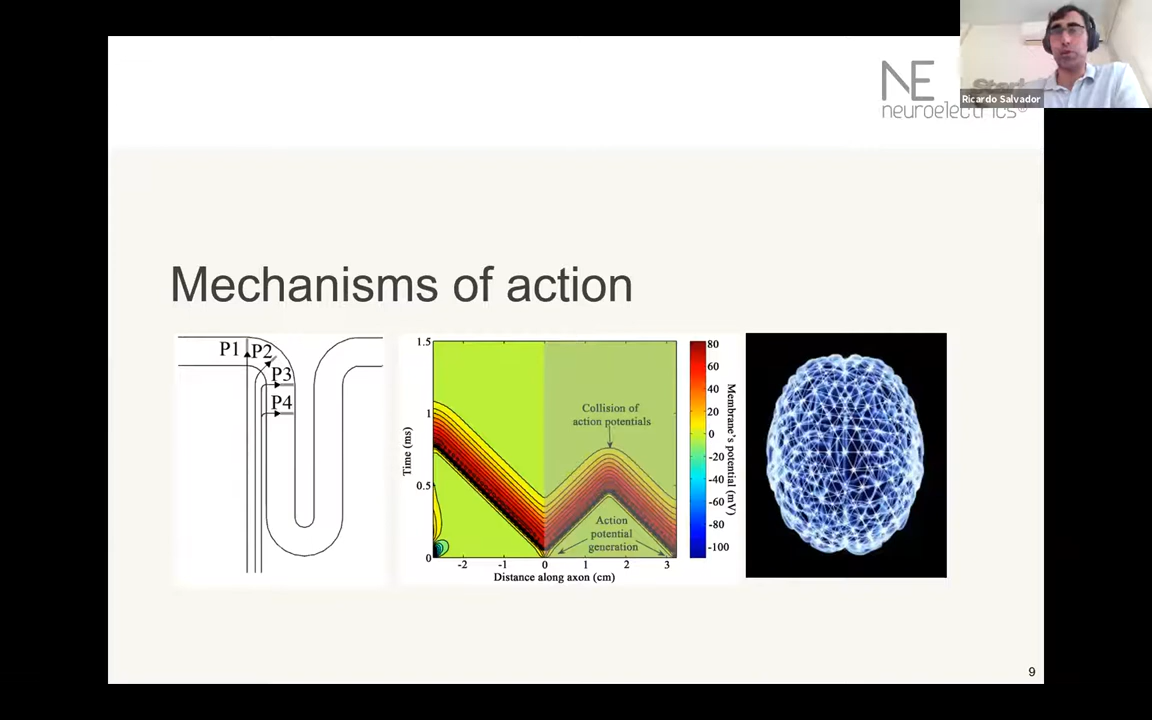 NE
neuroelectrics®
Ricardo Salvador
Mechanisms of action
P1
P2
P3
P4
1.5
1
0.5
0
Time (ms)
-2
-1
0
1
2
3
Distance along axon (cm)
Collision of
action potentials
Action
potential
generation
80
60
40
20
0
-20
-40
-60
-80
-100
Membrane's potential (mV)
9